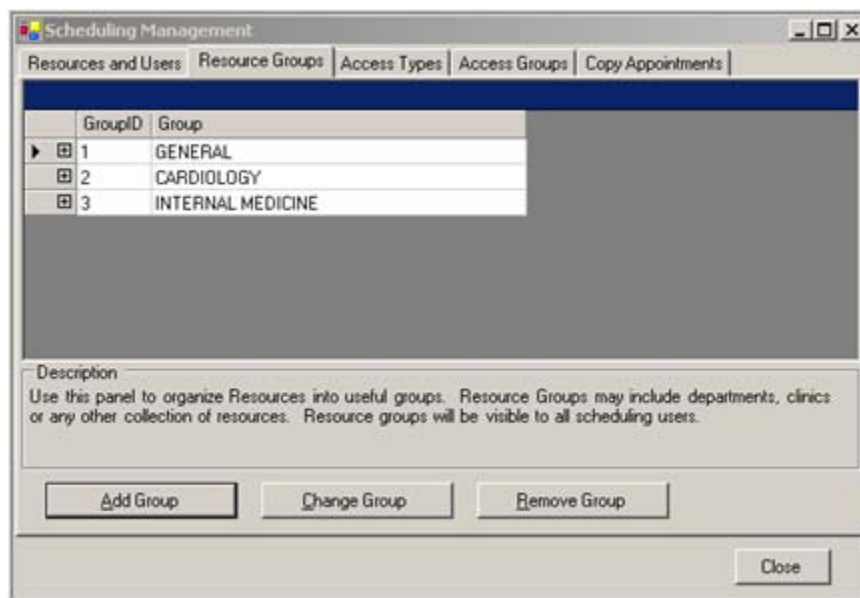 Scheduling Management
Resources and Users Resource Groups Access Types Access Groups Copy Appointments
GroupID Group
1 GENERAL
2 CARDIOLOGY
3 INTERNAL MEDICINE
Description
Use this panel to organize Resources into useful groups. Resource Groups may include departments, clinics
or any other collection of resources. Resource groups will be visible to all scheduling users.
Add Group Change Group Remove Group
Close